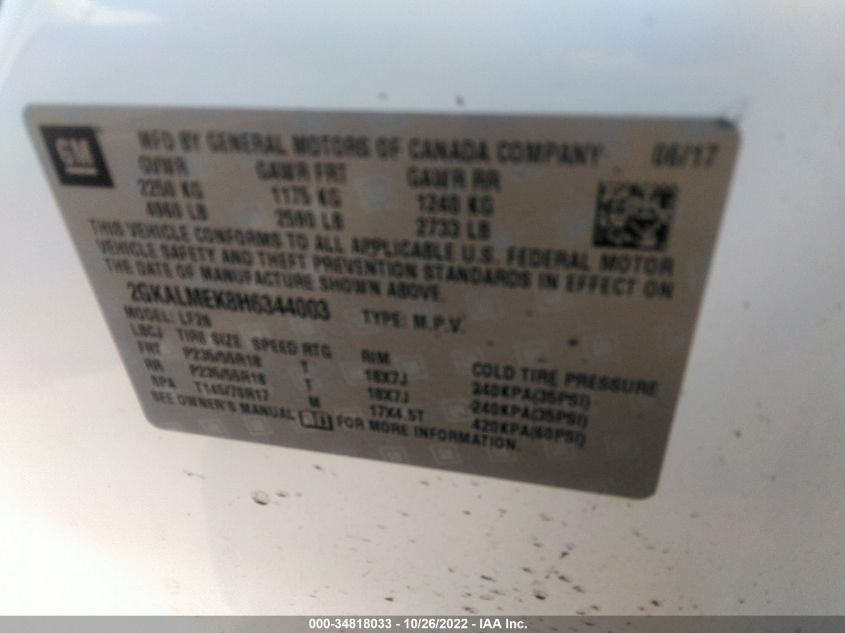 GM
MFD BY GENERAL MOTORS OF CANADA COMPANY 06/17
GVWR GAWR FRT GAWR RR
2250 KG 1175 KG 1240 KG
4960 LB 2590 LB 2733 LB
THIS VEHICLE CONFORMS TO ALL APPLICABLE U.S. FEDERAL MOTOR
VEHICLE SAFETY AND THEFT PREVENTION STANDARDS IN EFFECT ON
THE DATE OF MANUFACTURE SHOWN ABOVE.
2GKALMEK8H6344003 TYPE: M.P.V.
MODEL: LF26
TIRE SIZE SPEED RTG RIM COLD TIRE PRESSURE
FRT P235/55R18 T 18X7J 240KPA(35PSI)
RR P235/55R18 T 18X7J 240KPA(35PSI)
SPA T145/70R17 M 17X4.5T 420KPA(60PSI)
SEE OWNER'S MANUAL FOR MORE INFORMATION.
000-34818033 - 10/26/2022 - IAA Inc.